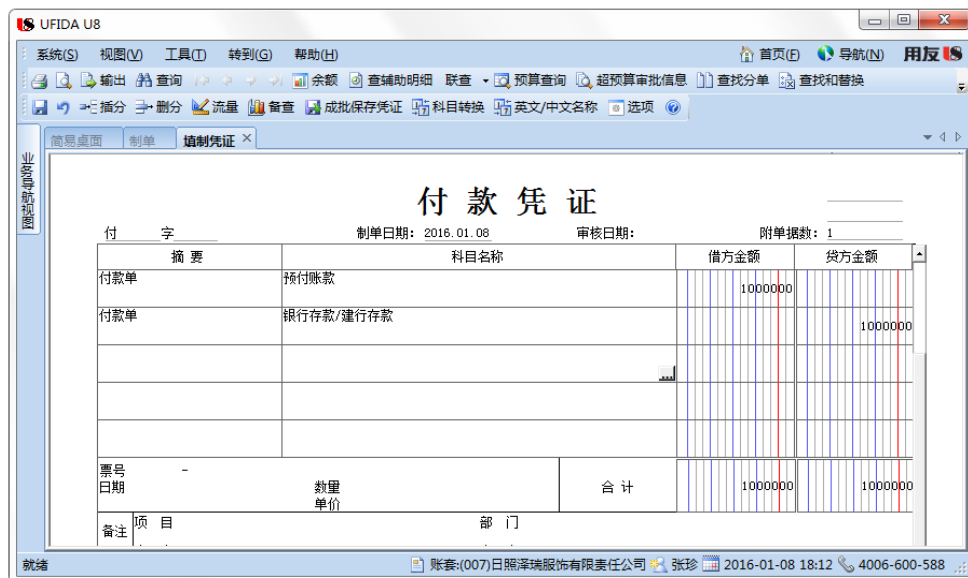 UFIDA U8
系统(S) 视图(V) 工具(T) 转到(G) 帮助(H) 首页(F) 导航(N) 用友
输出 查询 余额 查辅助明细 联查 预算查询 超预算审批信息 查找分单 查找和替换
插分 删分 流量 备查 成批保存凭证 科目转换 英文/中文名称 选项
简易桌面 制单 填制凭证
业务导航视图
付款凭证
付 字 制单日期: 2016.01.08 审核日期: 附单据数: 1
摘 要 科目名称 借方金额 贷方金额
付款单 预付账款 1000000
付款单 银行存款/建行存款 1000000
票号 -
日期 数量 合 计 1000000 1000000
单价
备注 项 目 部 门
就绪 账套:(007)日照泽瑞服饰有限责任公司 张珍 2016-01-08 18:12 4006-600-588